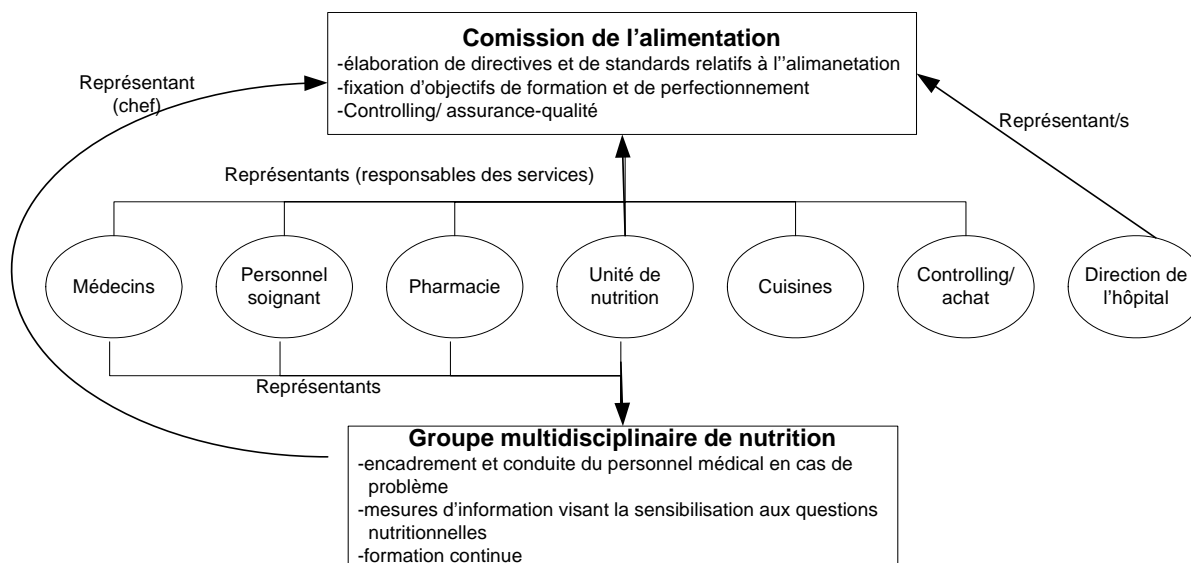 Comission de l'alimentation
-élaboration de directives et de standards relatifs à l''alimanetation
-fixation d'objectifs de formation et de perfectionnement
-Controlling/ assurance-qualité
Représentant
(chef)
Représentant/s
Représentants (responsables des services)
Médecins
Personnel
soignant
Pharmacie
Unité de
nutrition
Cuisines
Controlling/
achat
Direction de
l'hôpital
Représentants
Groupe multidisciplinaire de nutrition
-encadrement et conduite du personnel médical en cas de
problème
-mesures d'information visant la sensibilisation aux questions
nutritionnelles
-formation continue